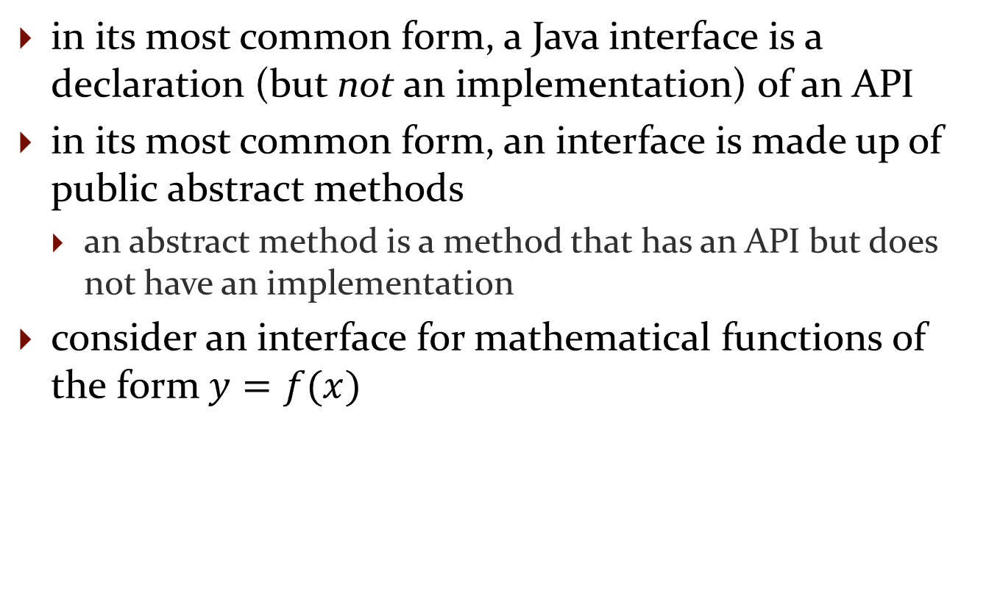 in its most common form, a Java interface is a
declaration (but not an implementation) of an API
in its most common form, an interface is made up of
public abstract methods
an abstract method is a method that has an API but does
not have an implementation
consider an interface for mathematical functions of
the form y = f(x)